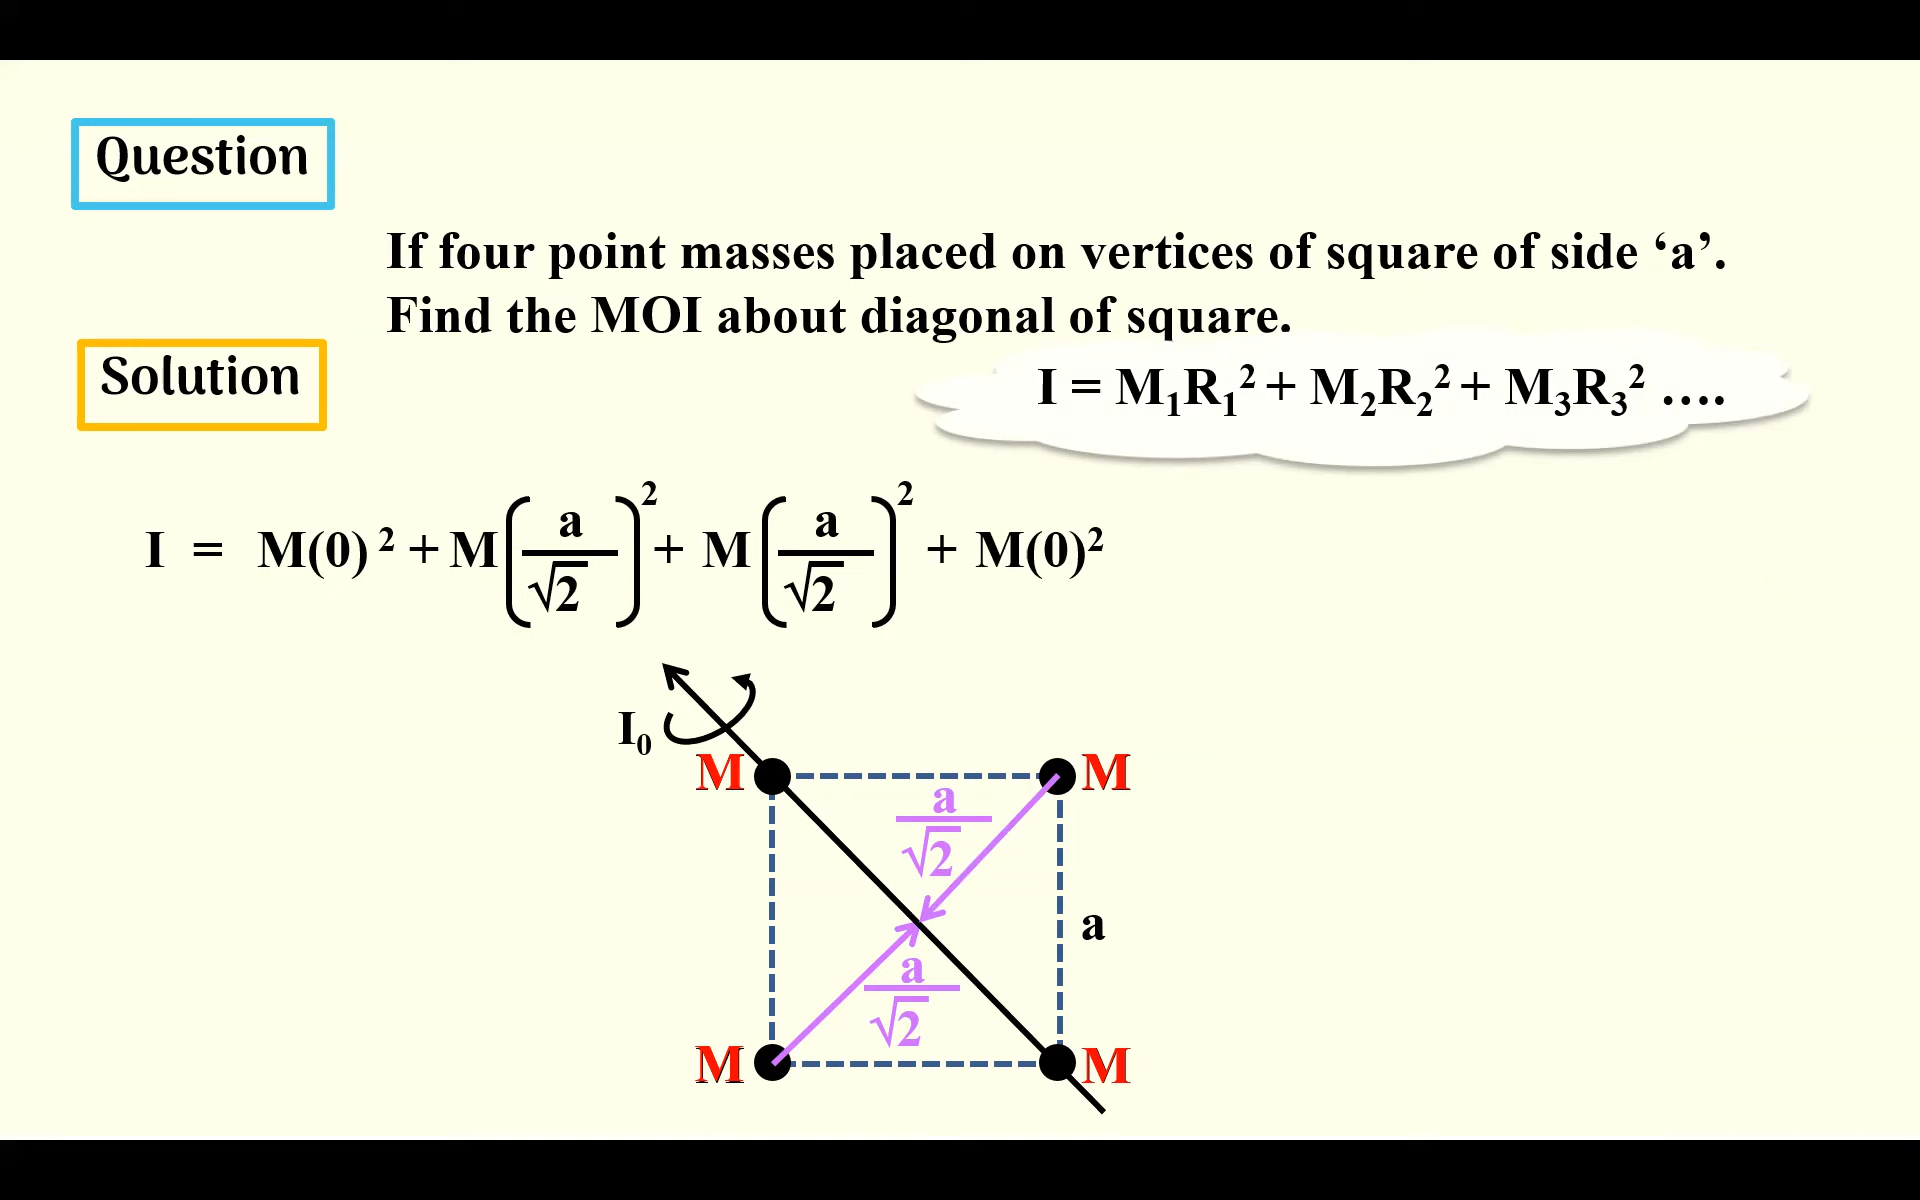 Question
If four point masses placed on vertices of square of side ‘a’.
Find the MOI about diagonal of square.
Solution
I = M₁R₁² + M₂R₂² + M₃R₃² ....
I = M(0)² + M(a/√2)² + M(a/√2)² + M(0)²
I₀
M
M
a/√2
a
a/√2
M
M